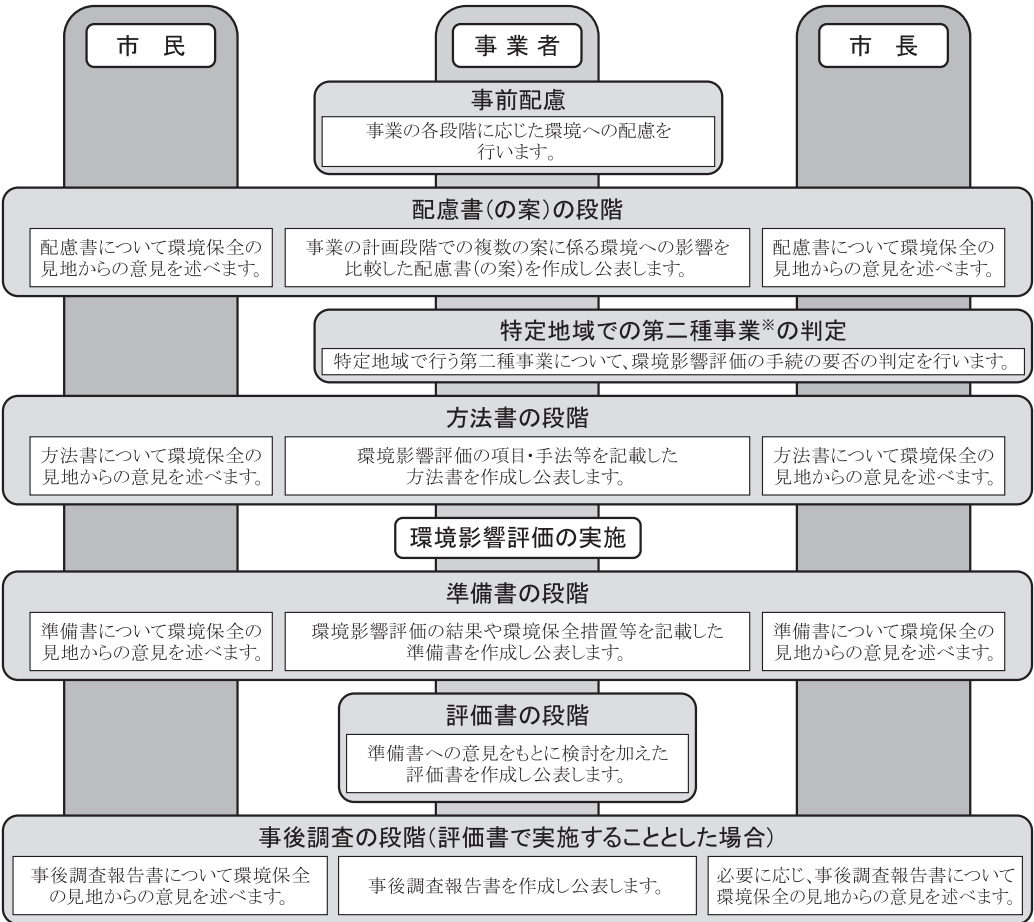 市民
事業者
市長
事前配慮
事業の各段階に応じた環境への配慮を
行います。
配慮書(の案)の段階
配慮書について環境保全の
見地からの意見を述べます。
事業の計画段階での複数の案に係る環境への影響を
比較した配慮書(の案)を作成し公表します。
配慮書について環境保全の
見地からの意見を述べます。
特定地域での第二種事業※の判定
特定地域で行う第二種事業について、環境影響評価の手続の要否の判定を行います。
方法書の段階
方法書について環境保全の
見地からの意見を述べます。
環境影響評価の項目・手法等を記載した
方法書を作成し公表します。
方法書について環境保全の
見地からの意見を述べます。
環境影響評価の実施
準備書の段階
準備書について環境保全の
見地からの意見を述べます。
環境影響評価の結果や環境保全措置等を記載した
準備書を作成し公表します。
準備書について環境保全の
見地からの意見を述べます。
評価書の段階
準備書への意見をもとに検討を加えた
評価書を作成し公表します。
事後調査の段階(評価書で実施することとした場合)
事後調査報告書について環境保全
の見地からの意見を述べます。
事後調査報告書を作成し公表します。
必要に応じ、事後調査報告書について
環境保全の見地からの意見を述べます。